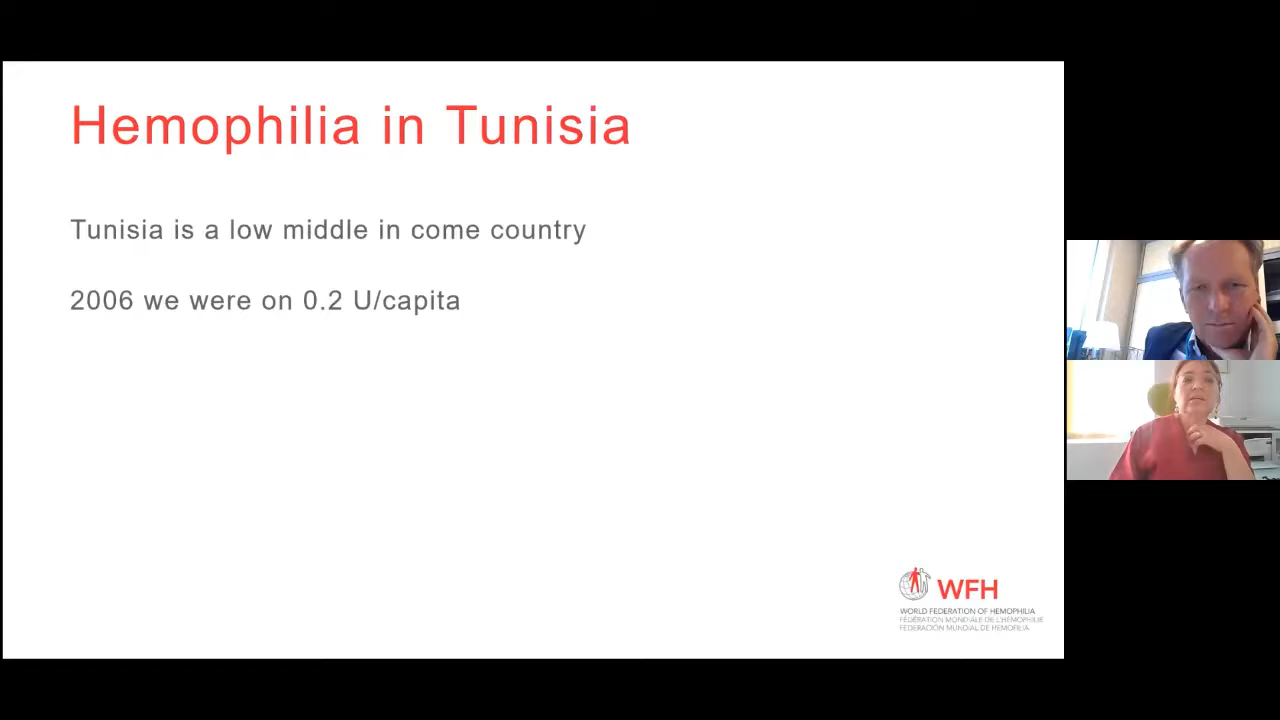 Hemophilia in Tunisia
Tunisia is a low middle in come country
2006 we were on 0.2 U/capita
WFH
WORLD FEDERATION OF HEMOPHILIA
FÉDÉRATION MONDIALE DE L'HÉMOPHILIE
FEDERACIÓN MUNDIAL DE HEMOFILIA